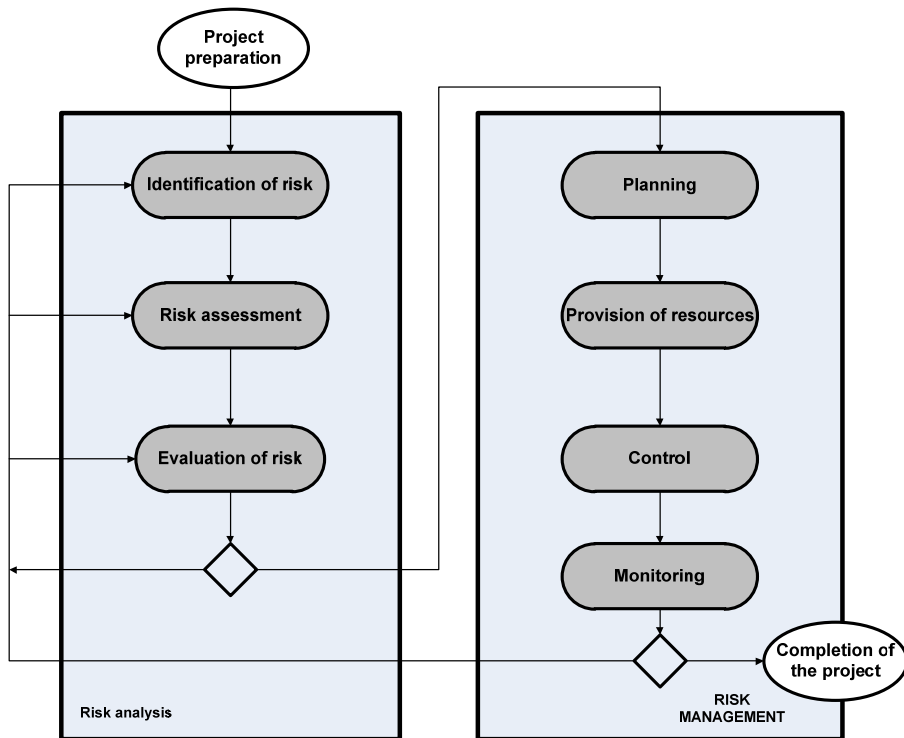 Project
preparation
Identification of risk
Risk assessment
Evaluation of risk
Risk analysis
Planning
Provision of resources
Control
Monitoring
Completion of
the project
RISK
MANAGEMENT